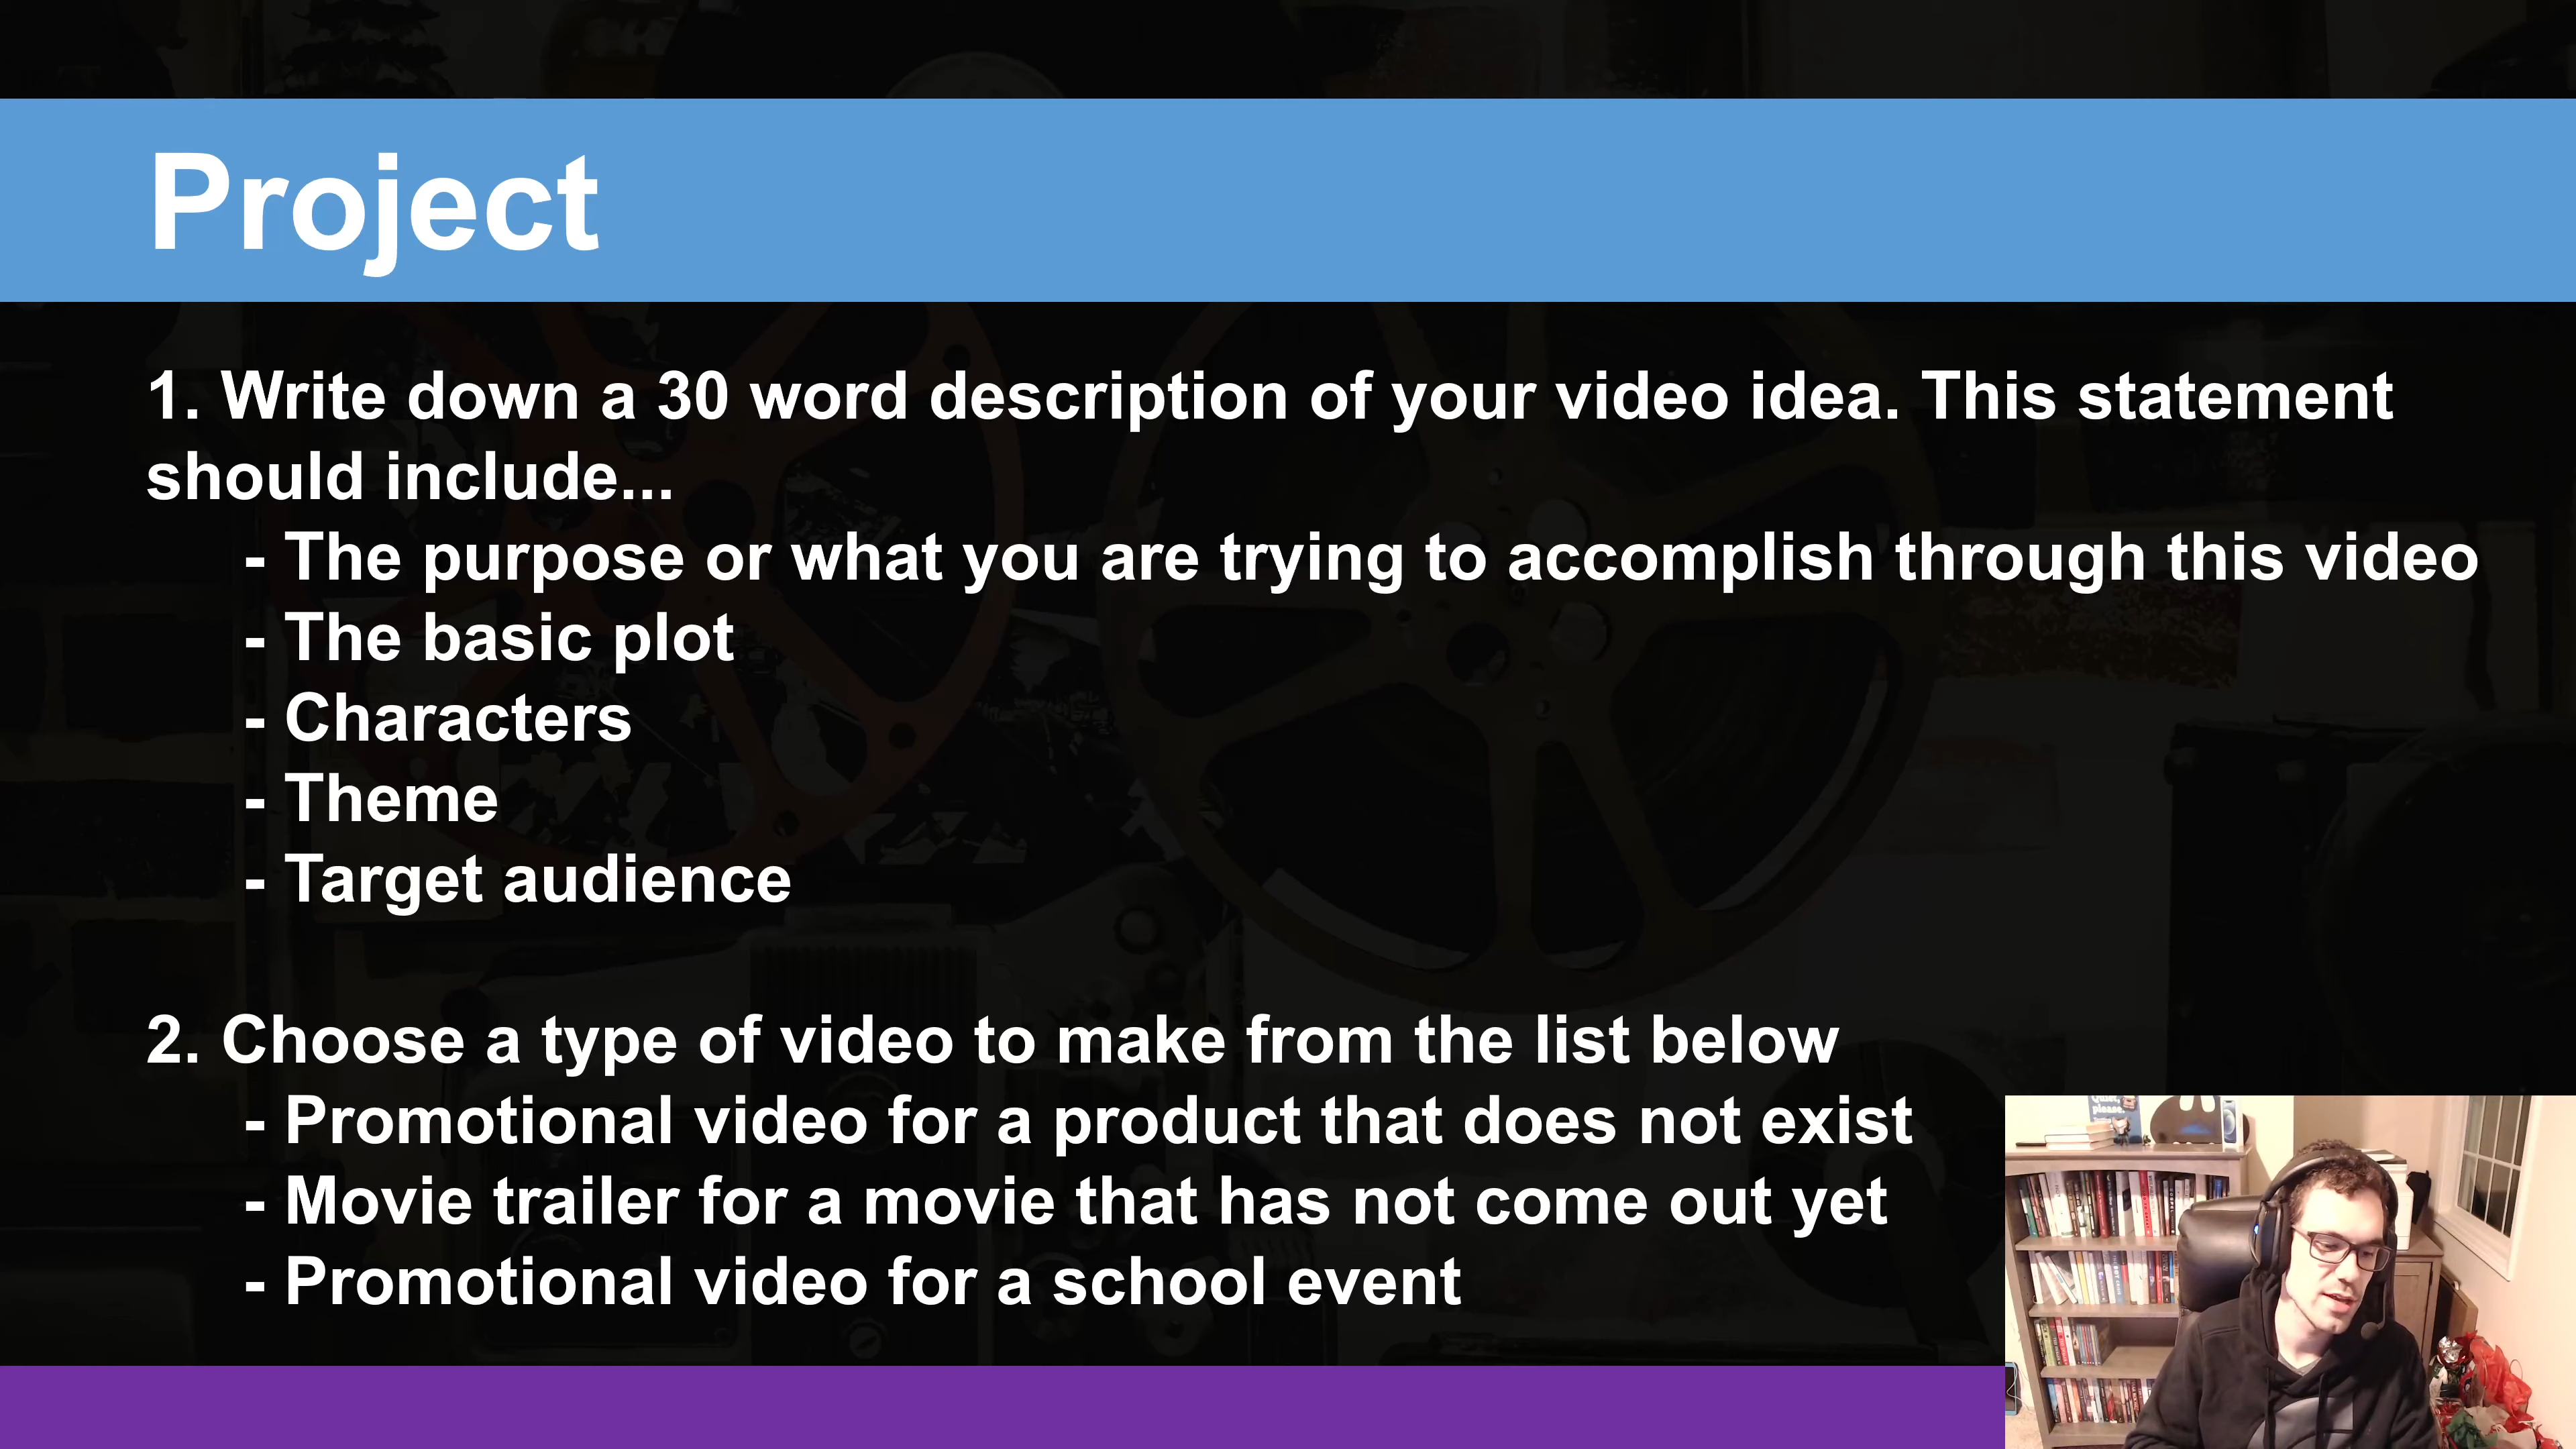 Project
1. Write down a 30 word description of your video idea. This statement
should include...
- The purpose or what you are trying to accomplish through this video
- The basic plot
- Characters
- Theme
- Target audience
2. Choose a type of video to make from the list below
- Promotional video for a product that does not exist
- Movie trailer for a movie that has not come out yet
- Promotional video for a school event
Quiet,
please.